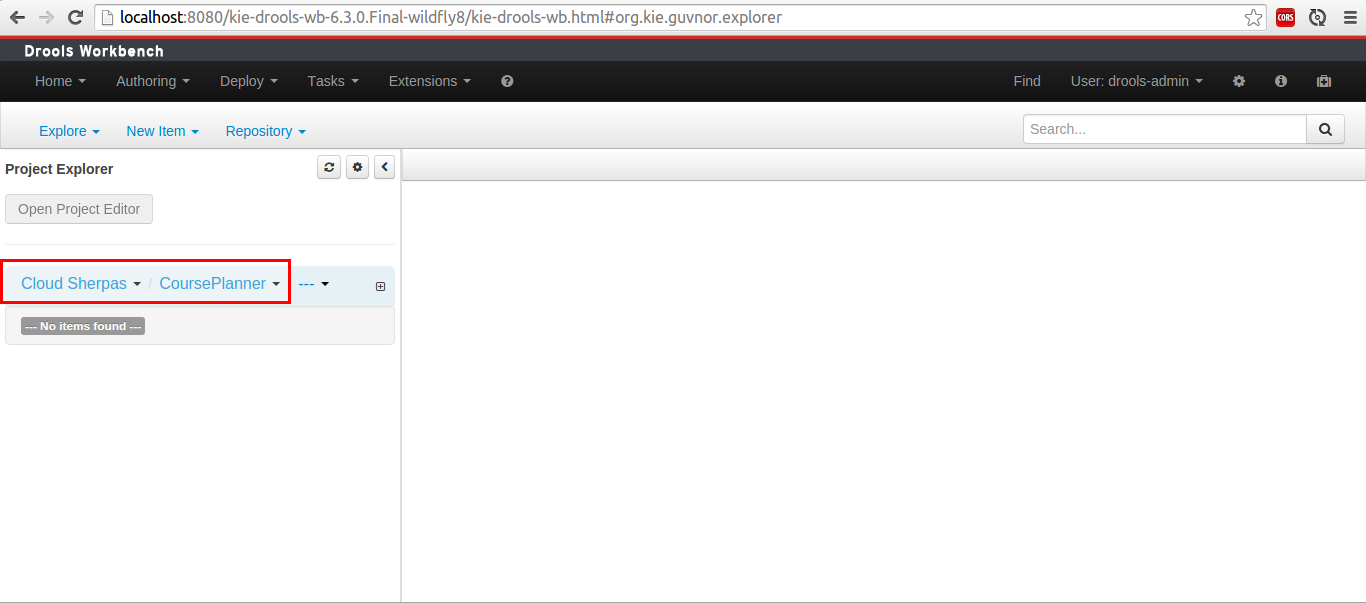 localhost:8080/kie-drools-wb-6.3.0.Final-wildfly8/kie-drools-wb.html#org.kie.guvnor.explorer
CORS
Drools Workbench
Home Authoring Deploy Tasks Extensions ? Find User: drools-admin
Explore New Item Repository Search...
Project Explorer
Open Project Editor
Cloud Sherpas / CoursePlanner ---
--- No items found ---